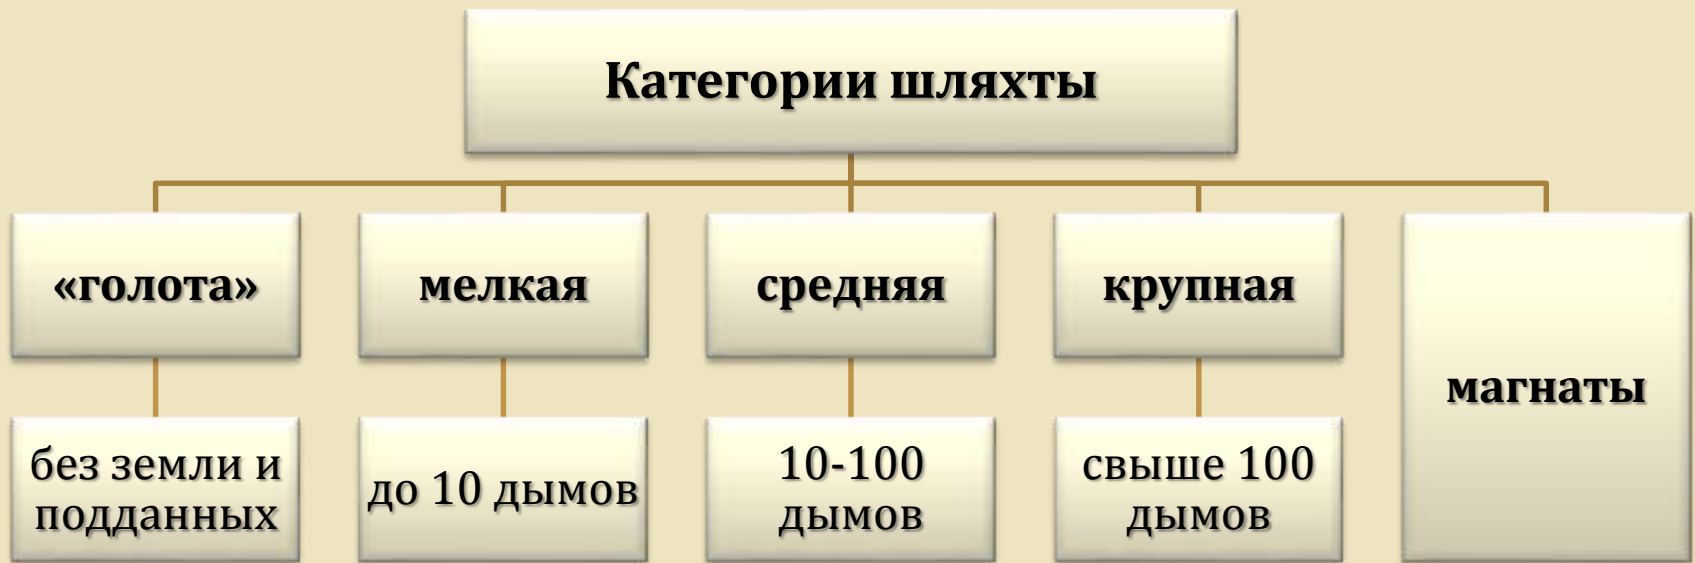 Категории шляхты
«голота»
мелкая
средняя
крупная
магнаты
без земли и
подданных
до 10 дымов
10-100
дымов
свыше 100
дымов